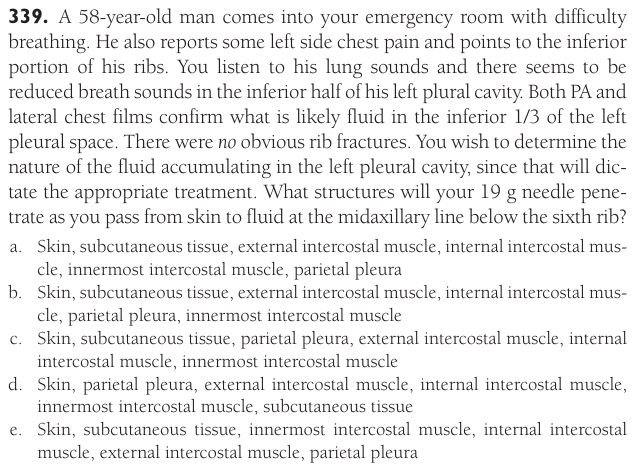 339. A 58-year-old man comes into your emergency room with difficulty
breathing. He also reports some left side chest pain and points to the inferior
portion of his ribs. You listen to his lung sounds and there seems to be
reduced breath sounds in the inferior half of his left plural cavity. Both PA and
lateral chest films confirm what is likely fluid in the inferior 1/3 of the left
pleural space. There were no obvious rib fractures. You wish to determine the
nature of the fluid accumulating in the left pleural cavity, since that will dic-
tate the appropriate treatment. What structures will your 19 g needle pene-
trate as you pass from skin to fluid at the midaxillary line below the sixth rib?
a. Skin, subcutaneous tissue, external intercostal muscle, internal intercostal mus-
cle, innermost intercostal muscle, parietal pleura
b. Skin, subcutaneous tissue, external intercostal muscle, internal intercostal mus-
cle, parietal pleura, innermost intercostal muscle
c. Skin, subcutaneous tissue, parietal pleura, external intercostal muscle, internal
intercostal muscle, innermost intercostal muscle
d. Skin, parietal pleura, external intercostal muscle, internal intercostal muscle,
innermost intercostal muscle, subcutaneous tissue
e. Skin, subcutaneous tissue, innermost intercostal muscle, internal intercostal
muscle, external intercostal muscle, parietal pleura